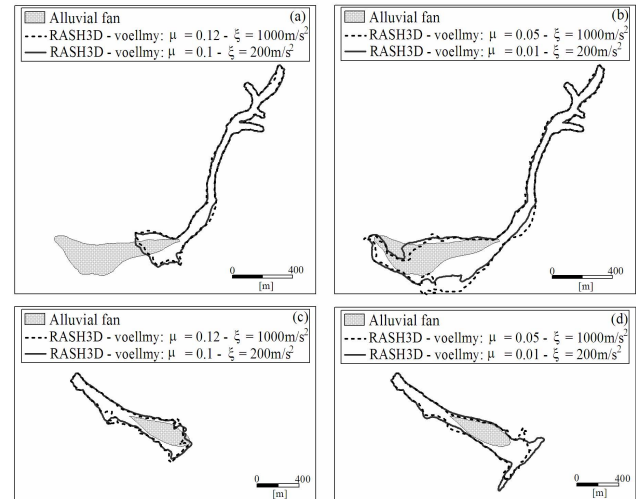 (a)
Alluvial fan
RASH3D - voellmy: μ = 0.12 - ξ = 1000m/s²
RASH3D - voellmy: μ = 0.1 - ξ = 200m/s²
0 400
[m]
(b)
Alluvial fan
RASH3D - voellmy: μ = 0.05 - ξ = 1000m/s²
RASH3D - voellmy: μ = 0.01 - ξ = 200m/s²
0 400
[m]
(c)
Alluvial fan
RASH3D - voellmy: μ = 0.12 - ξ = 1000m/s²
RASH3D - voellmy: μ = 0.1 - ξ = 200m/s²
0 400
[m]
(d)
Alluvial fan
RASH3D - voellmy: μ = 0.05 - ξ = 1000m/s²
RASH3D - voellmy: μ = 0.01 - ξ = 200m/s²
0 400
[m]